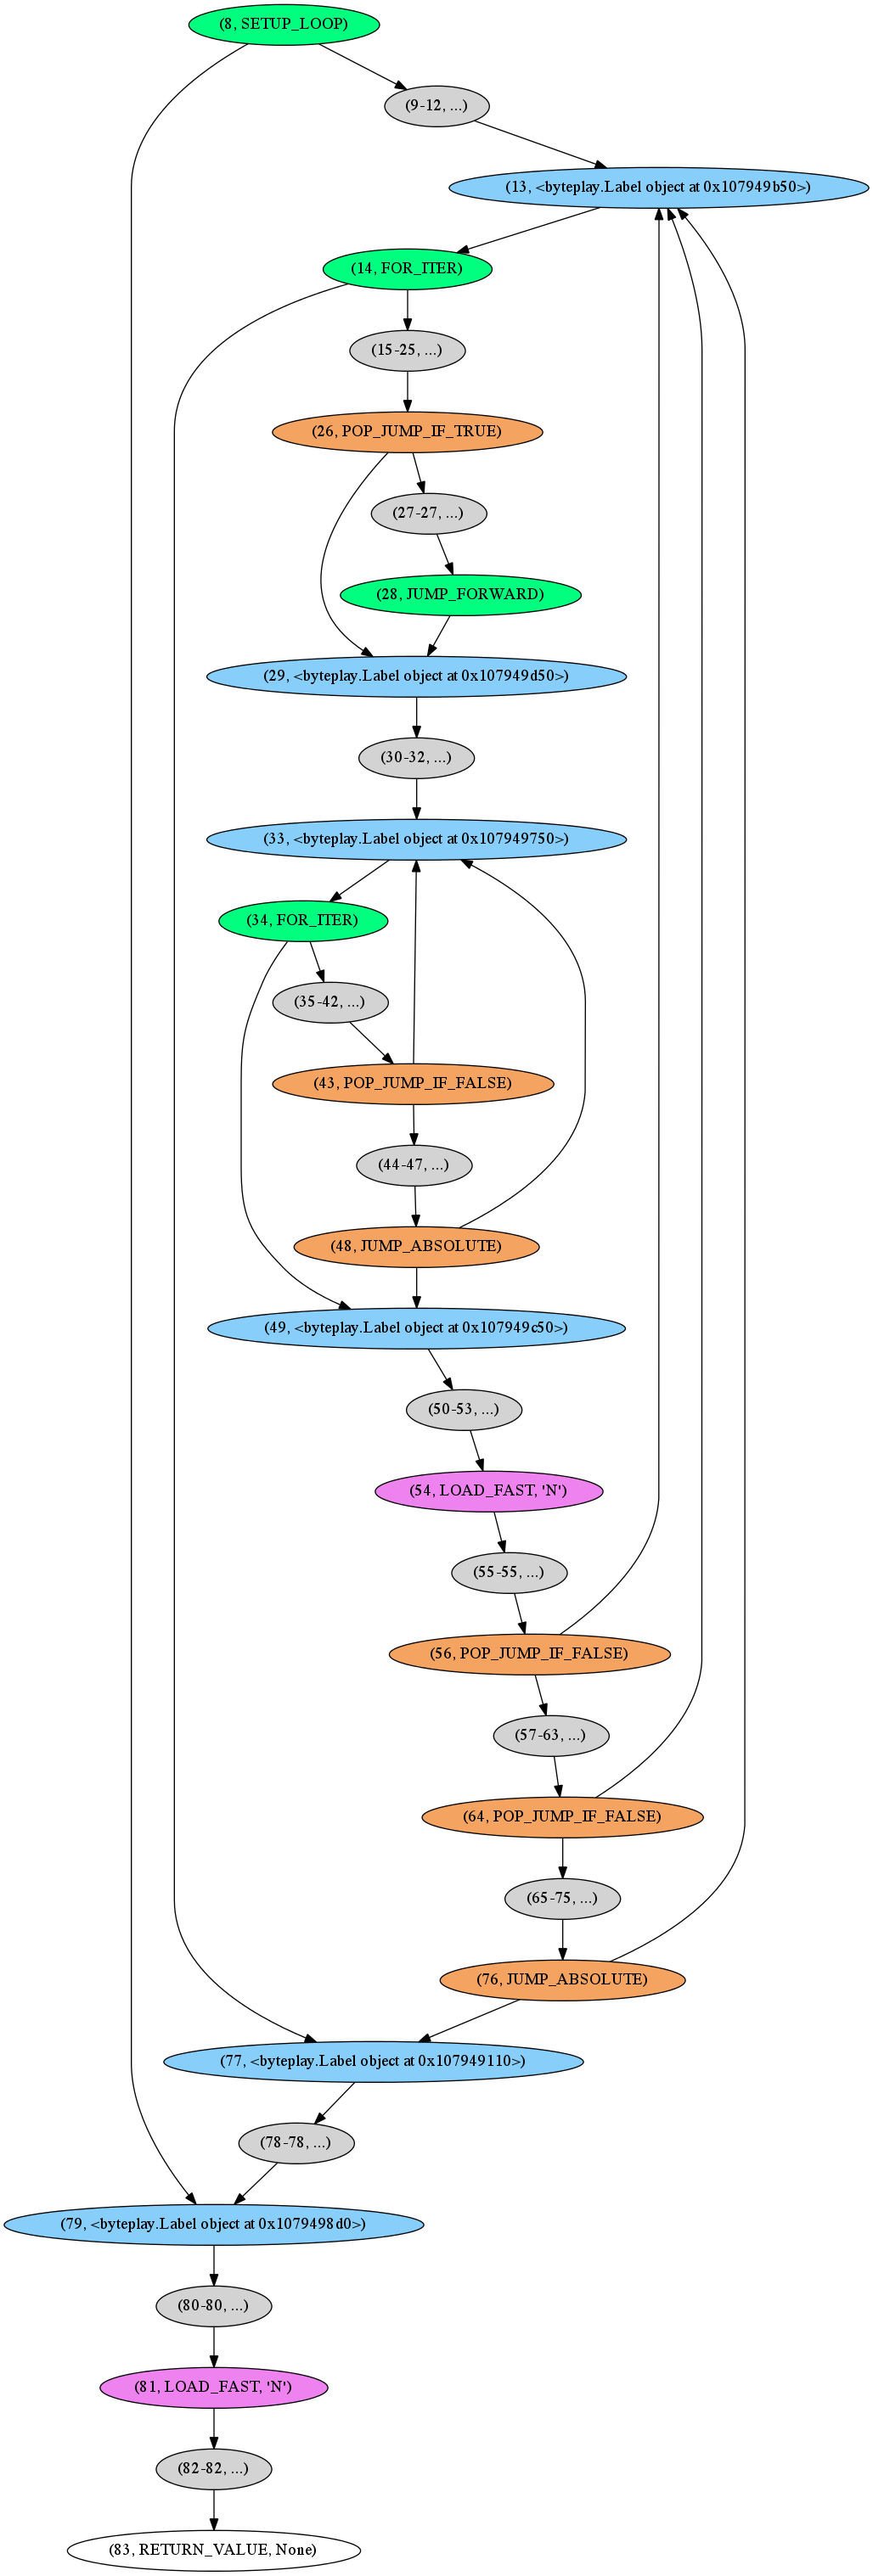 (8, SETUP_LOOP)
(9-12, ...)
(13, <byteplay.Label object at 0x107949b50>)
(14, FOR_ITER)
(15-25, ...)
(26, POP_JUMP_IF_TRUE)
(27-27, ...)
(28, JUMP_FORWARD)
(29, <byteplay.Label object at 0x107949d50>)
(30-32, ...)
(33, <byteplay.Label object at 0x107949750>)
(34, FOR_ITER)
(35-42, ...)
(43, POP_JUMP_IF_FALSE)
(44-47, ...)
(48, JUMP_ABSOLUTE)
(49, <byteplay.Label object at 0x107949c50>)
(50-53, ...)
(54, LOAD_FAST, 'N')
(55-55, ...)
(56, POP_JUMP_IF_FALSE)
(57-63, ...)
(64, POP_JUMP_IF_FALSE)
(65-75, ...)
(76, JUMP_ABSOLUTE)
(77, <byteplay.Label object at 0x107949110>)
(78-78, ...)
(79, <byteplay.Label object at 0x1079498d0>)
(80-80, ...)
(81, LOAD_FAST, 'N')
(82-82, ...)
(83, RETURN_VALUE, None)